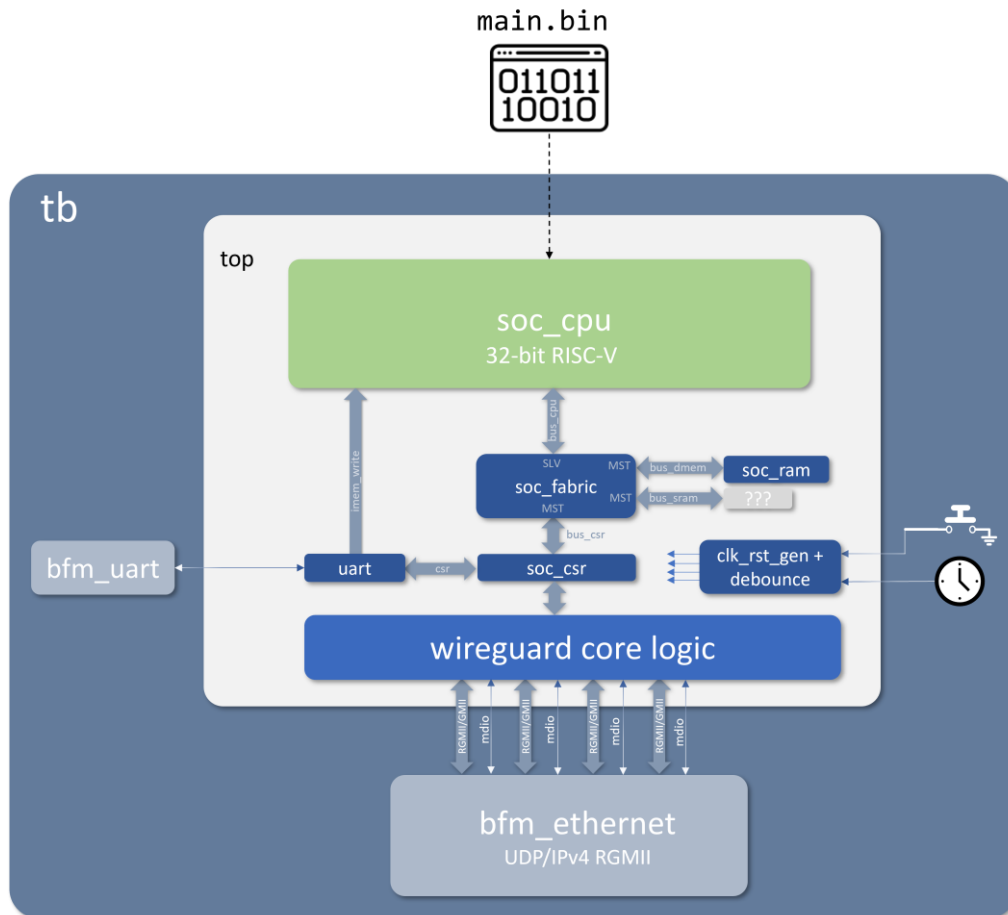 main.bin
011011
10010
tb
top
soc_cpu
32-bit RISC-V
imem_write
bus_cpu
SLV
MST
bus_dmem
soc_ram
soc_fabric
MST
bus_sram
???
MST
bus_csr
clk_rst_gen +
debounce
bfm_uart
uart
csr
soc_csr
wireguard core logic
RGMII/GMII
mdio
RGMII/GMII
mdio
RGMII/GMII
mdio
RGMII/GMII
mdio
bfm_ethernet
UDP/IPv4 RGMII